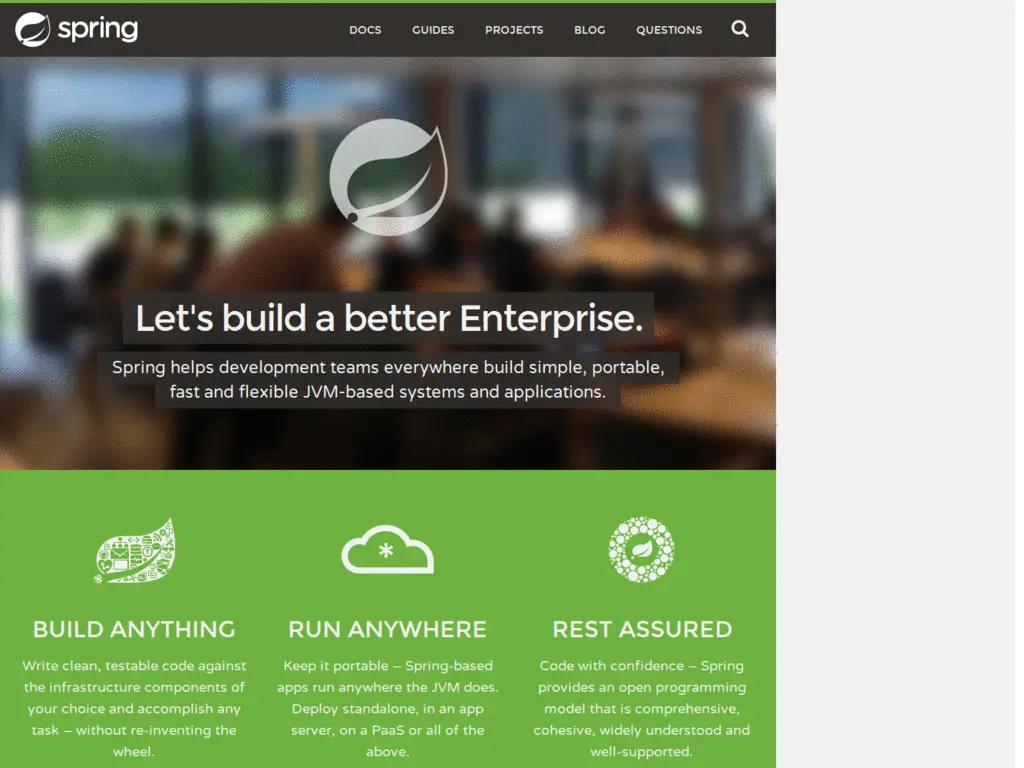 spring
DOCS GUIDES PROJECTS BLOG QUESTIONS
Let's build a better Enterprise.
Spring helps development teams everywhere build simple, portable,
fast and flexible JVM-based systems and applications.
BUILD ANYTHING
Write clean, testable code against
the infrastructure components of
your choice and accomplish any
task – without re-inventing the
wheel.
RUN ANYWHERE
Keep it portable – Spring-based
apps run anywhere the JVM does.
Deploy standalone, in an app
server, on a PaaS or all of the
above.
REST ASSURED
Code with confidence – Spring
provides an open programming
model that is comprehensive,
cohesive, widely understood and
well-supported.